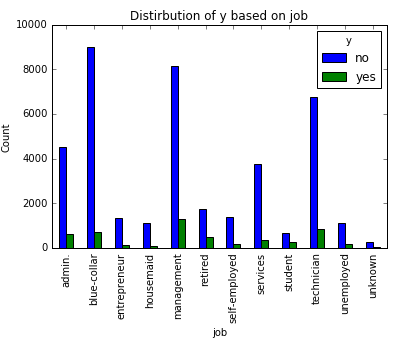 Distirbution of y based on job
y
no
yes
10000
8000
6000
4000
2000
0
Count
admin.
blue-collar
entrepreneur
housemaid
management
retired
self-employed
services
student
technician
unemployed
unknown
job